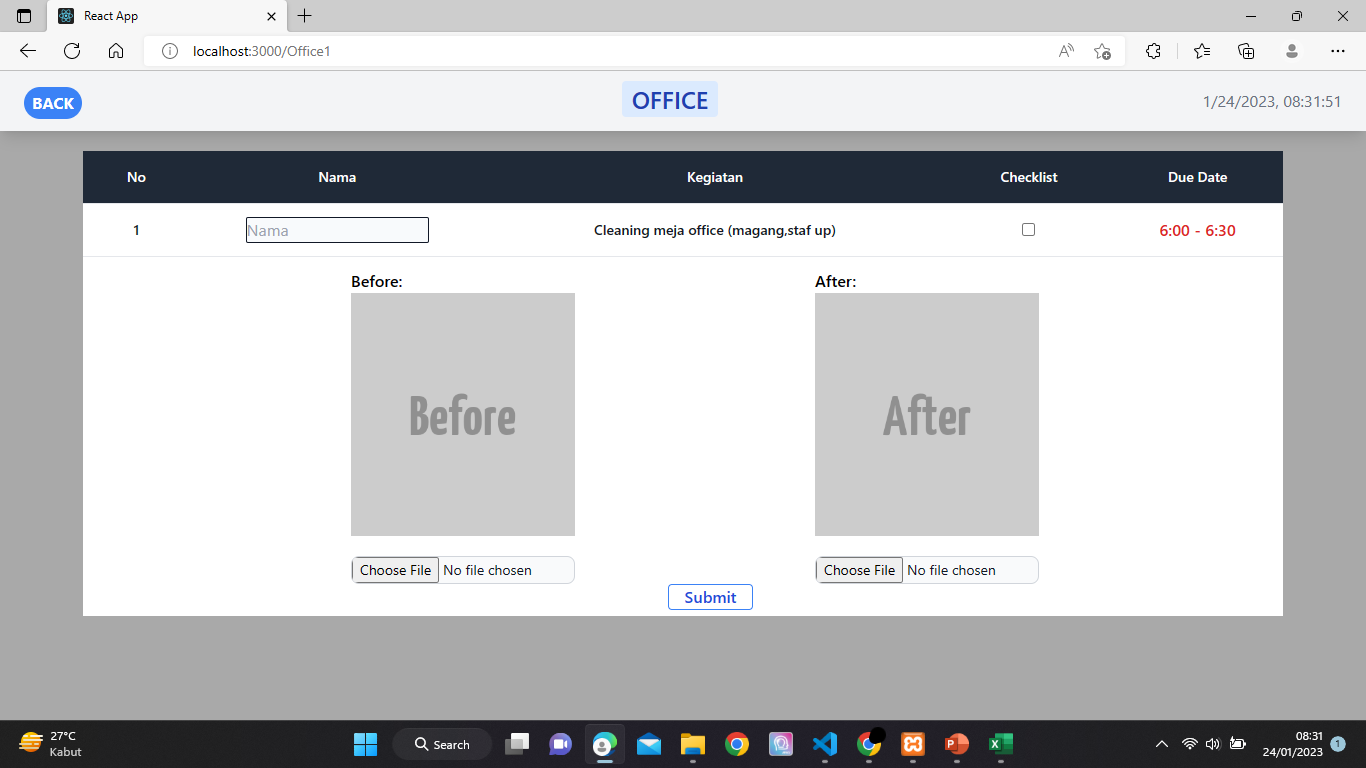 React App
localhost:3000/Office1
BACK
OFFICE
1/24/2023, 08:31:51
No Nama Kegiatan Checklist Due Date
1 Nama Cleaning meja office (magang,staf up) 6:00 - 6:30
Before: After:
Before After
Choose File No file chosen Choose File No file chosen
Submit
27°C
Kabut
Search
08:31
24/01/2023
1